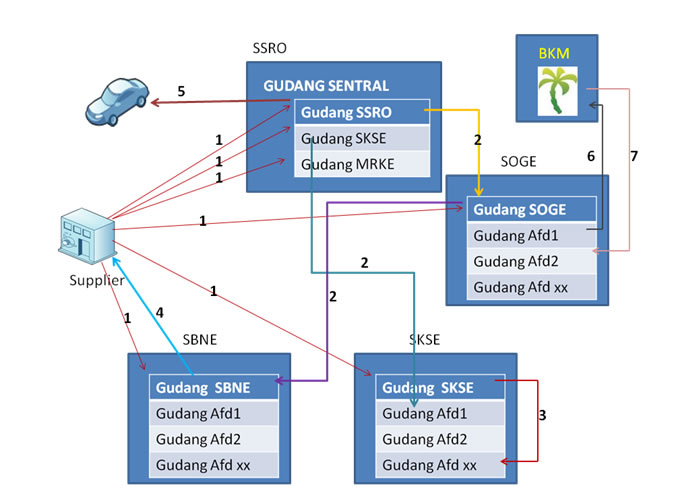 SSRO
BKM
GUDANG SENTRAL
5
Gudang SSRO
1
Gudang SKSE
2
1
Gudang MRKE
6
7
1
SOGE
Gudang SOGE
1
Gudang Afd1
Gudang Afd2
2
Supplier
Gudang Afd xx
1
2
4
1
SBNE
SKSE
Gudang SBNE
Gudang SKSE
Gudang Afd1
Gudang Afd1
3
Gudang Afd2
Gudang Afd2
Gudang Afd xx
Gudang Afd xx